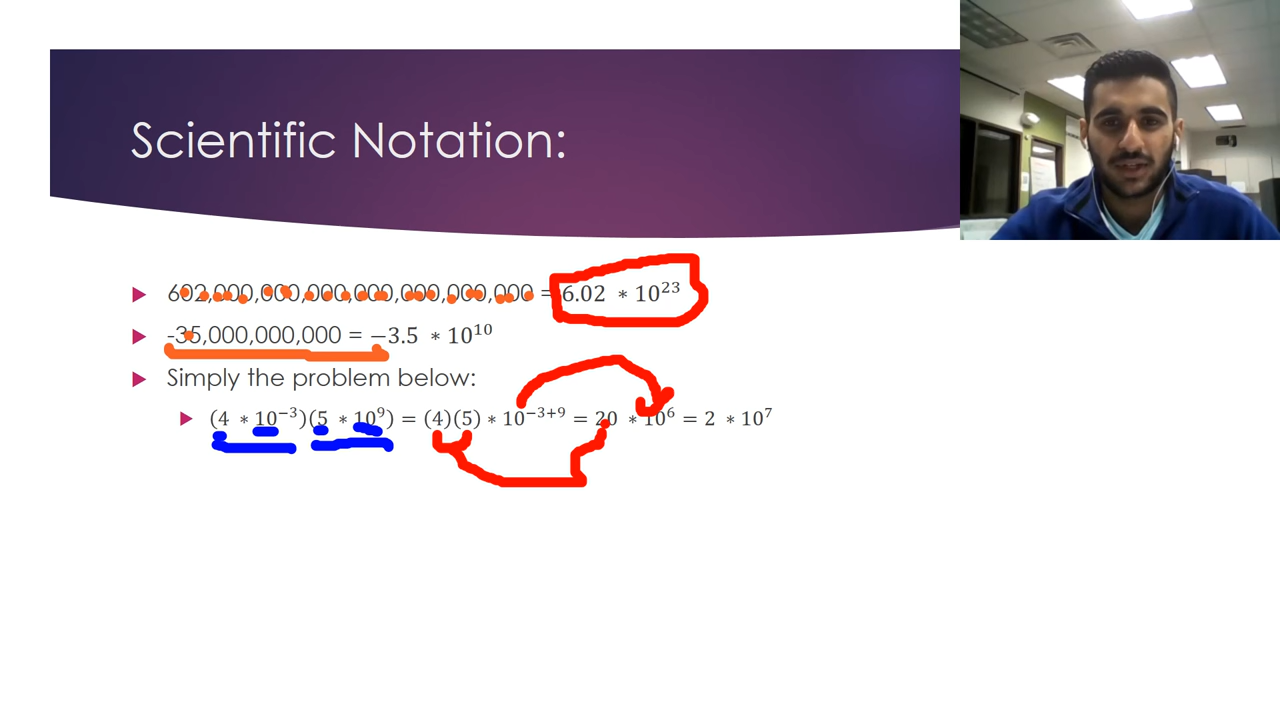 Scientific Notation:
602,000,000,000,000,000,000,000 = 6.02 * 10²³
-35,000,000,000 = −3.5 * 10¹⁰
Simply the problem below:
(4 * 10⁻³)(5 * 10⁹) = (4)(5) * 10⁻³⁺⁹ = 20 * 10⁶ = 2 * 10⁷